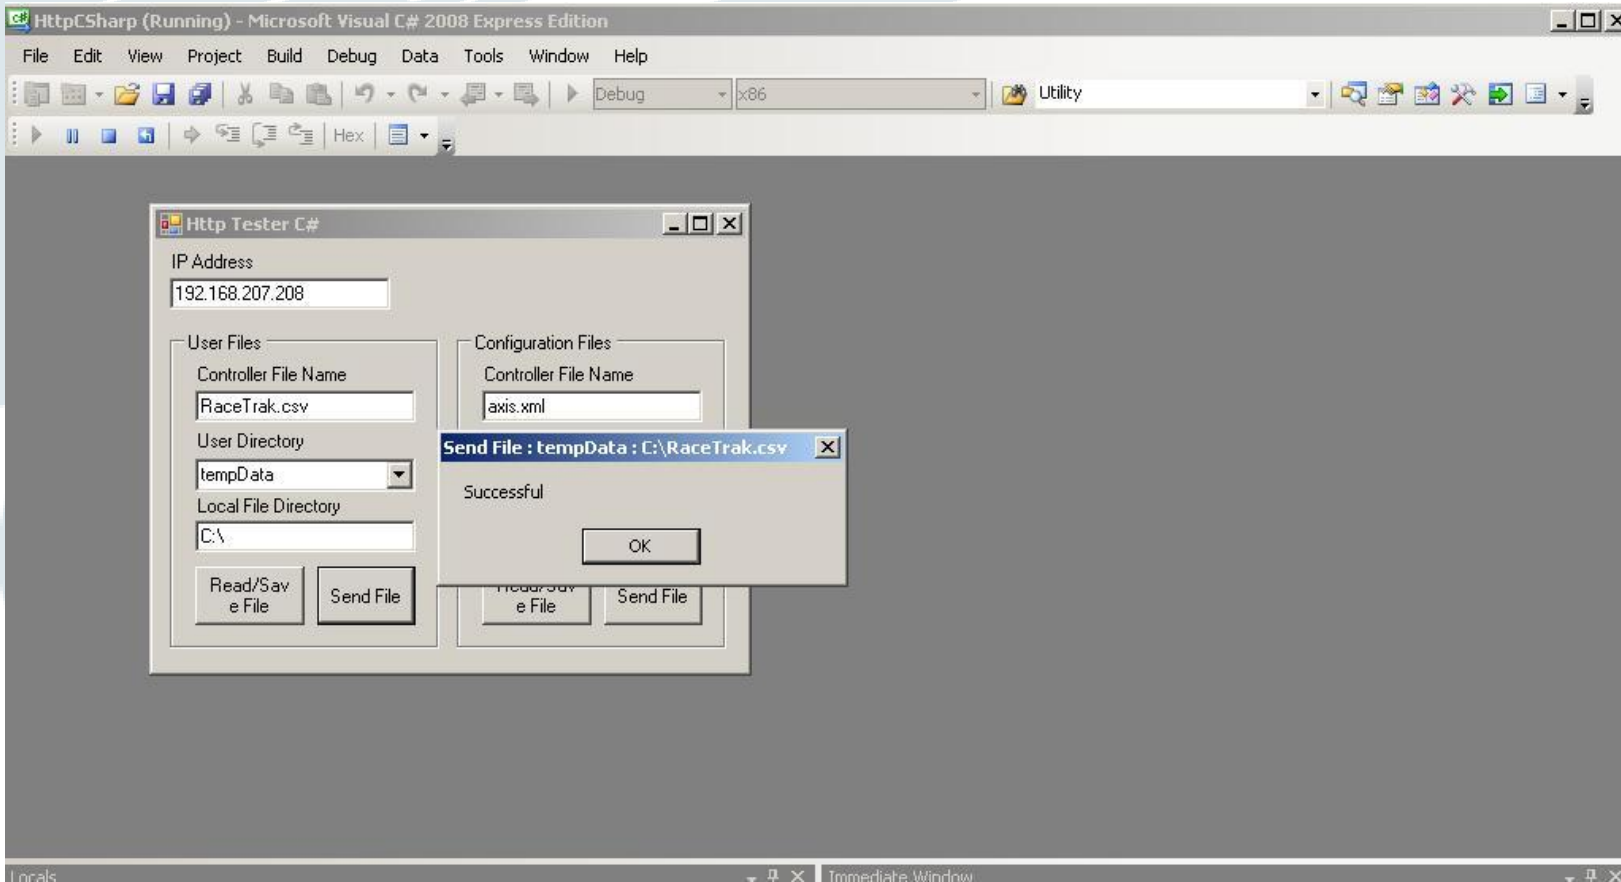 HttpCSharp (Running) - Microsoft Visual C# 2008 Express Edition
File Edit View Project Build Debug Data Tools Window Help
Debug x86 Utility
Hex
Http Tester C#
IP Address
192.168.207.208
User Files
Controller File Name
RaceTrak.csv
User Directory
tempData
Local File Directory
C:\
Read/Sav
e File
Send File
Configuration Files
Controller File Name
axis.xml
Send File : tempData : C:\RaceTrak.csv
Successful
OK
Read/Sav
e File
Send File
Locals
Immediate Window